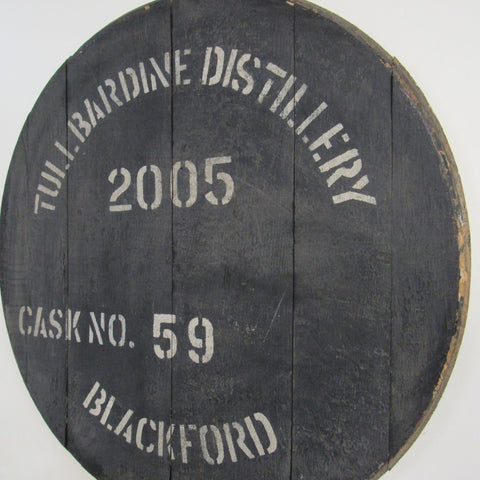 TULLIBARDINE DISTILLERY
2005
CASK NO. 59
BLACKFORD